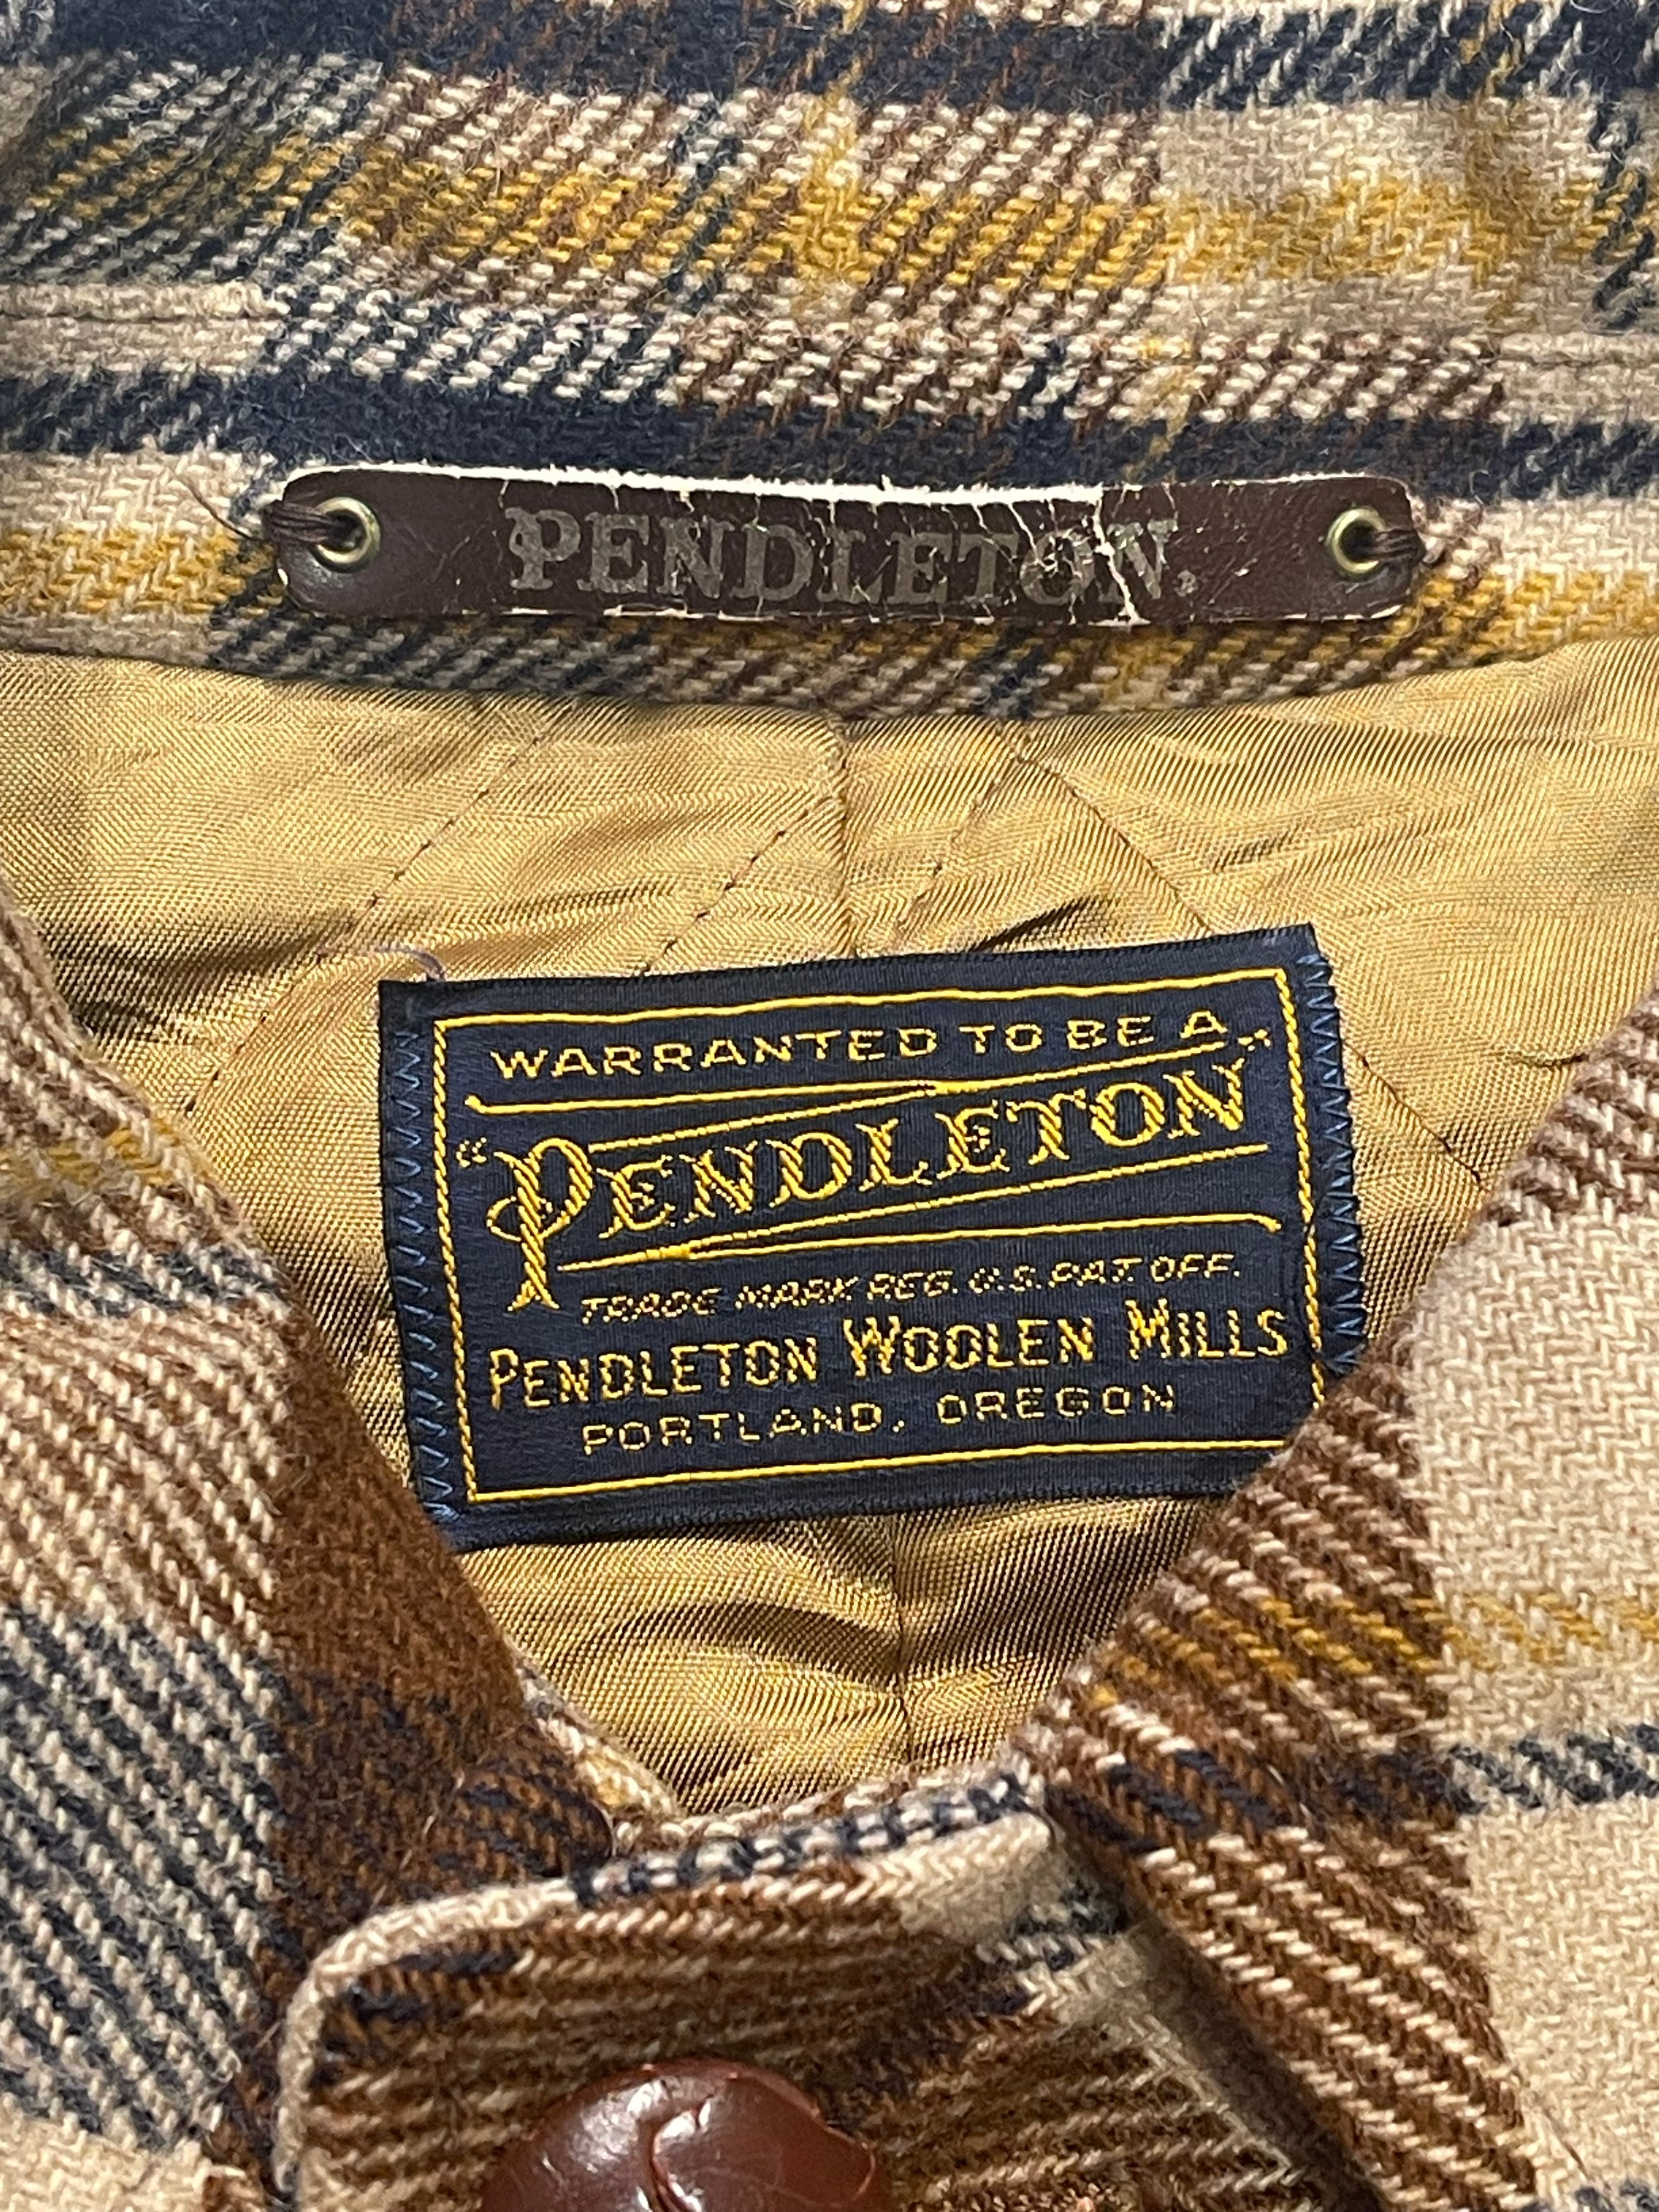 PENDLETON.
WARRANTED TO BE A
"PENDLETON"
TRADE MARK REG. U.S. PAT. OFF.
PENDLETON WOOLEN MILLS
PORTLAND, OREGON